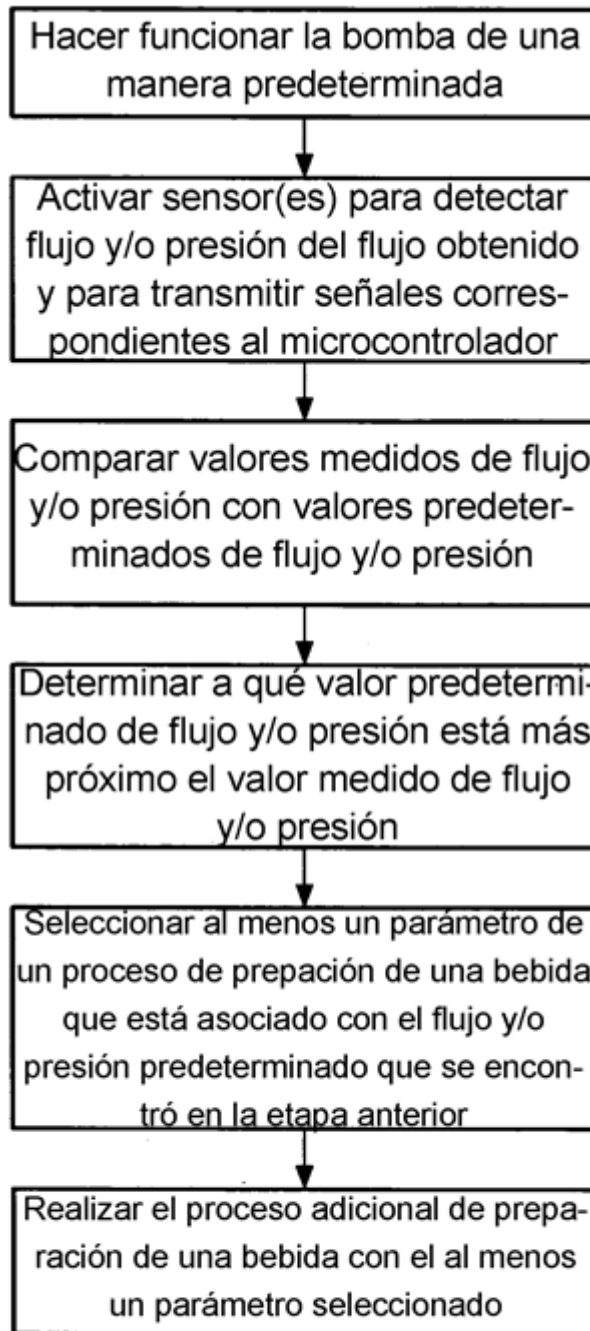 Hacer funcionar la bomba de una
manera predeterminada
Activar sensor(es) para detectar
flujo y/o presión del flujo obtenido
y para transmitir señales corres-
pondientes al microcontrolador
Comparar valores medidos de flujo
y/o presión con valores predeter-
minados de flujo y/o presión
Determinar a qué valor predetermi-
nado de flujo y/o presión está más
próximo el valor medido de flujo
y/o presión
Seleccionar al menos un parámetro de
un proceso de prepación de una bebida
que está asociado con el flujo y/o
presión predeterminado que se encon-
tró en la etapa anterior
Realizar el proceso adicional de prepa-
ración de una bebida con el al menos
un parámetro seleccionado